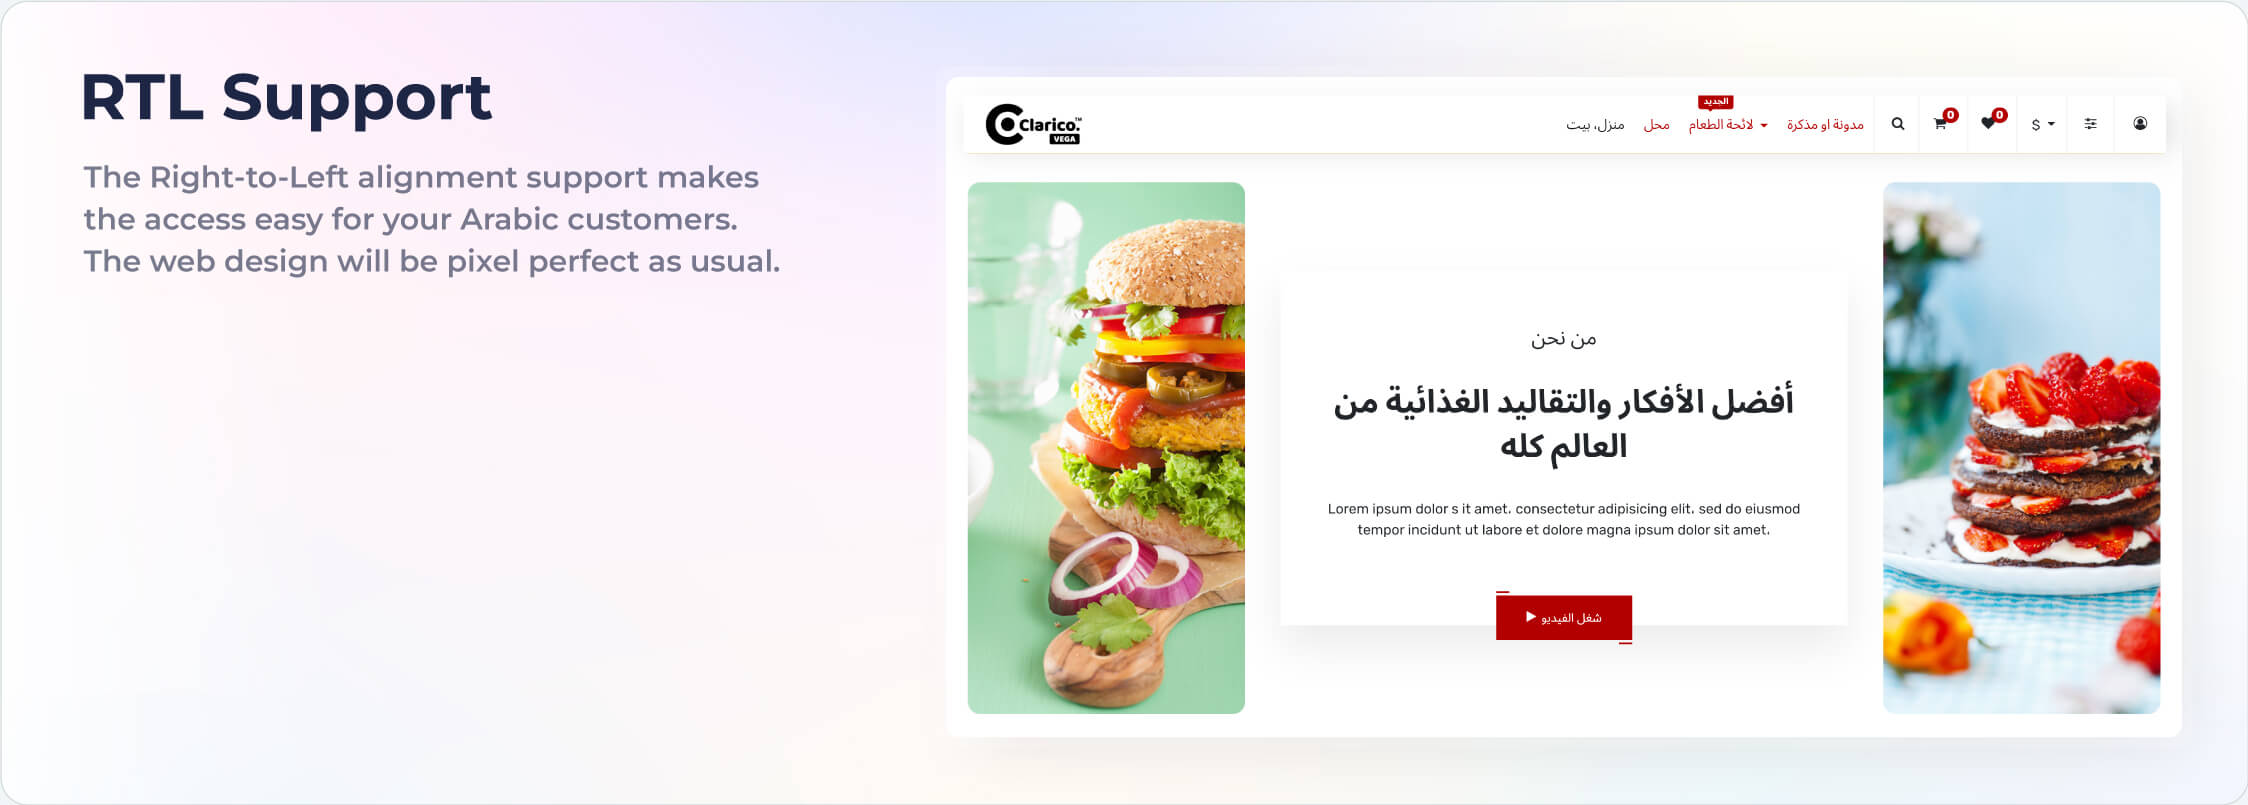 RTL Support
The Right-to-Left alignment support makes
the access easy for your Arabic customers.
The web design will be pixel perfect as usual.
Clarico.™
VEGA
الجديد
منزل، بيت
محل
لائحة الطعام
مدونة او مذكرة
0
0
$
من نحن
أفضل الأفكار والتقاليد الغذائية من
العالم كله
Lorem ipsum dolor s it amet، consectetur adipisicing elit، sed do eiusmod
tempor incidunt ut labore et dolore magna ipsum dolor sit amet.
شغل الفيديو